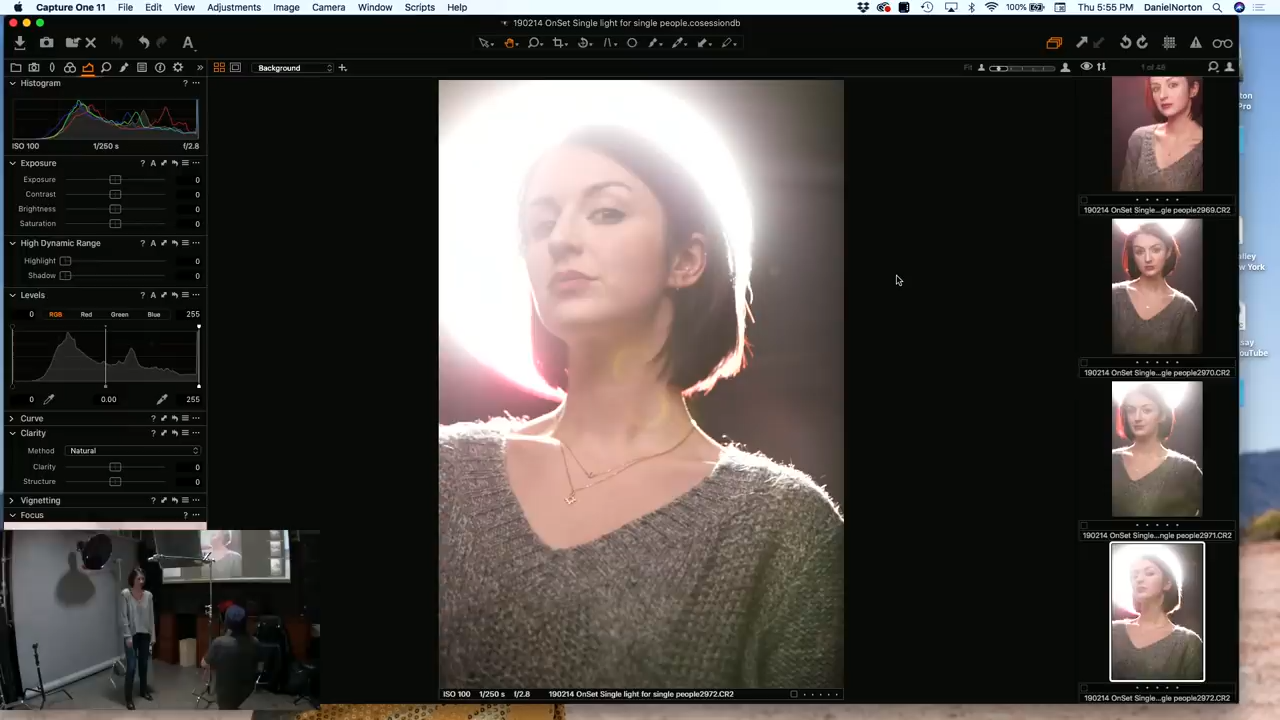 Capture One 11 File Edit View Adjustments Image Camera Window Scripts Help 100% Thu 5:55 PM DanielNorton
190214 OnSet Single light for single people.cosessiondb
A
Background Fit 1 of 48
Histogram ?
ISO 100 1/250 s f/2.8
Exposure ? A
Exposure 0
Contrast 0
Brightness 0
Saturation 0
High Dynamic Range ? A
Highlight 0
Shadow 0
Levels ? A
0 RGB Red Green Blue 255
0 0.00 255
Curve ?
Clarity ?
Method Natural
Clarity 0
Structure 0
Vignetting ?
Focus ?
ISO 100 1/250 s f/2.8 190214 OnSet Single light for single people2972.CR2
190214 OnSet Single...gle people2969.CR2
190214 OnSet Single...gle people2970.CR2
190214 OnSet Single...ngle people2971.CR2
190214 OnSet Single...gle people2972.CR2
Pro